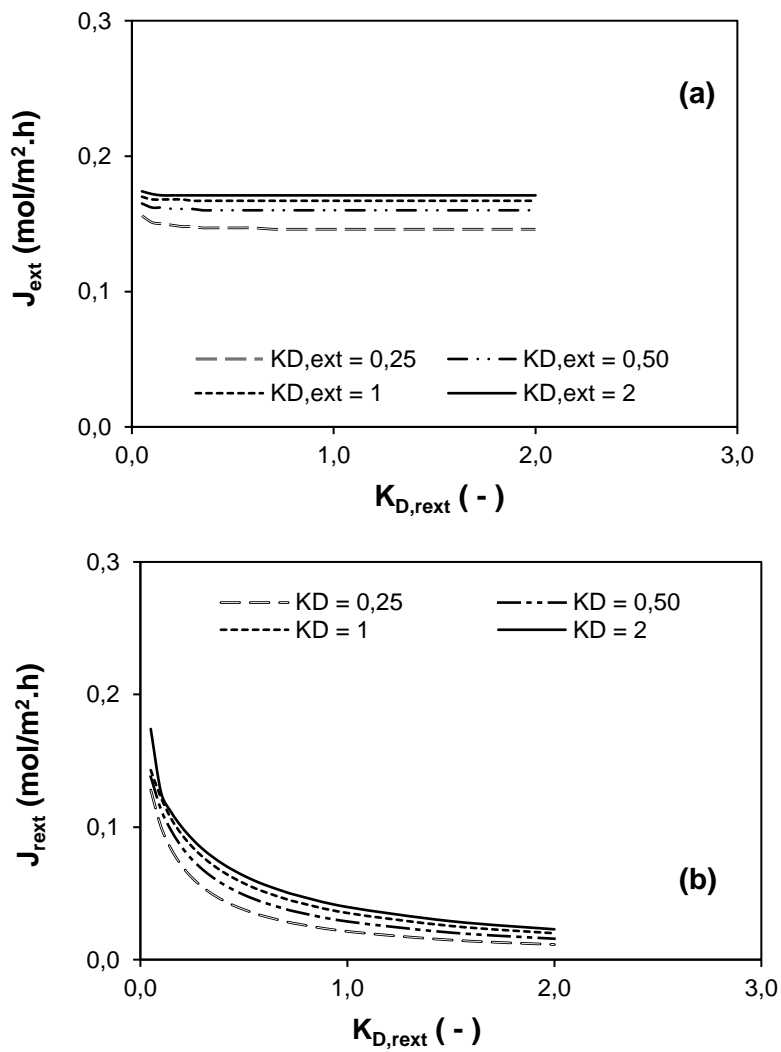 0,3
(a)
0,2
J_ext (mol/m².h)
0,1
KD,ext = 0,25 KD,ext = 0,50
KD,ext = 1 KD,ext = 2
0,0
0,0 1,0 2,0 3,0
K_D,rext ( - )
0,3
KD = 0,25 KD = 0,50
KD = 1 KD = 2
0,2
J_rext (mol/m².h)
0,1
(b)
0,0
0,0 1,0 2,0 3,0
K_D,rext ( - )